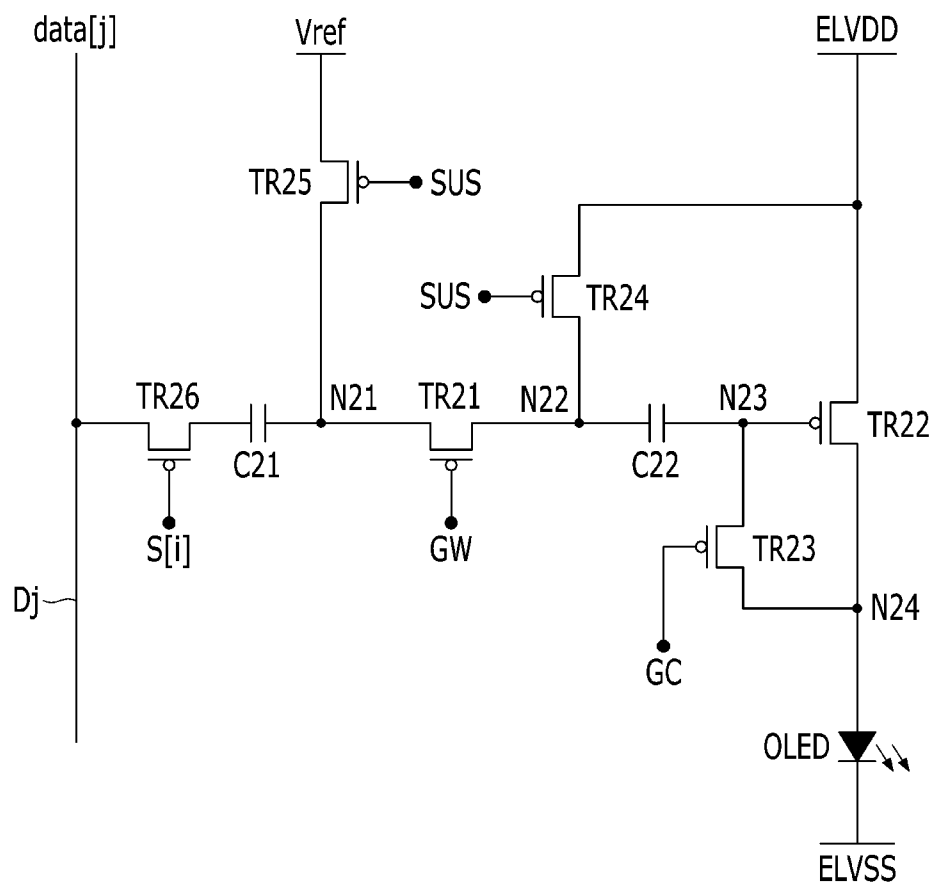 data[j]
Vref
ELVDD
TR25
SUS
SUS
TR24
TR26
N21
TR21
N22
N23
TR22
C21
C22
S[i]
GW
TR23
Dj
N24
GC
OLED
ELVSS